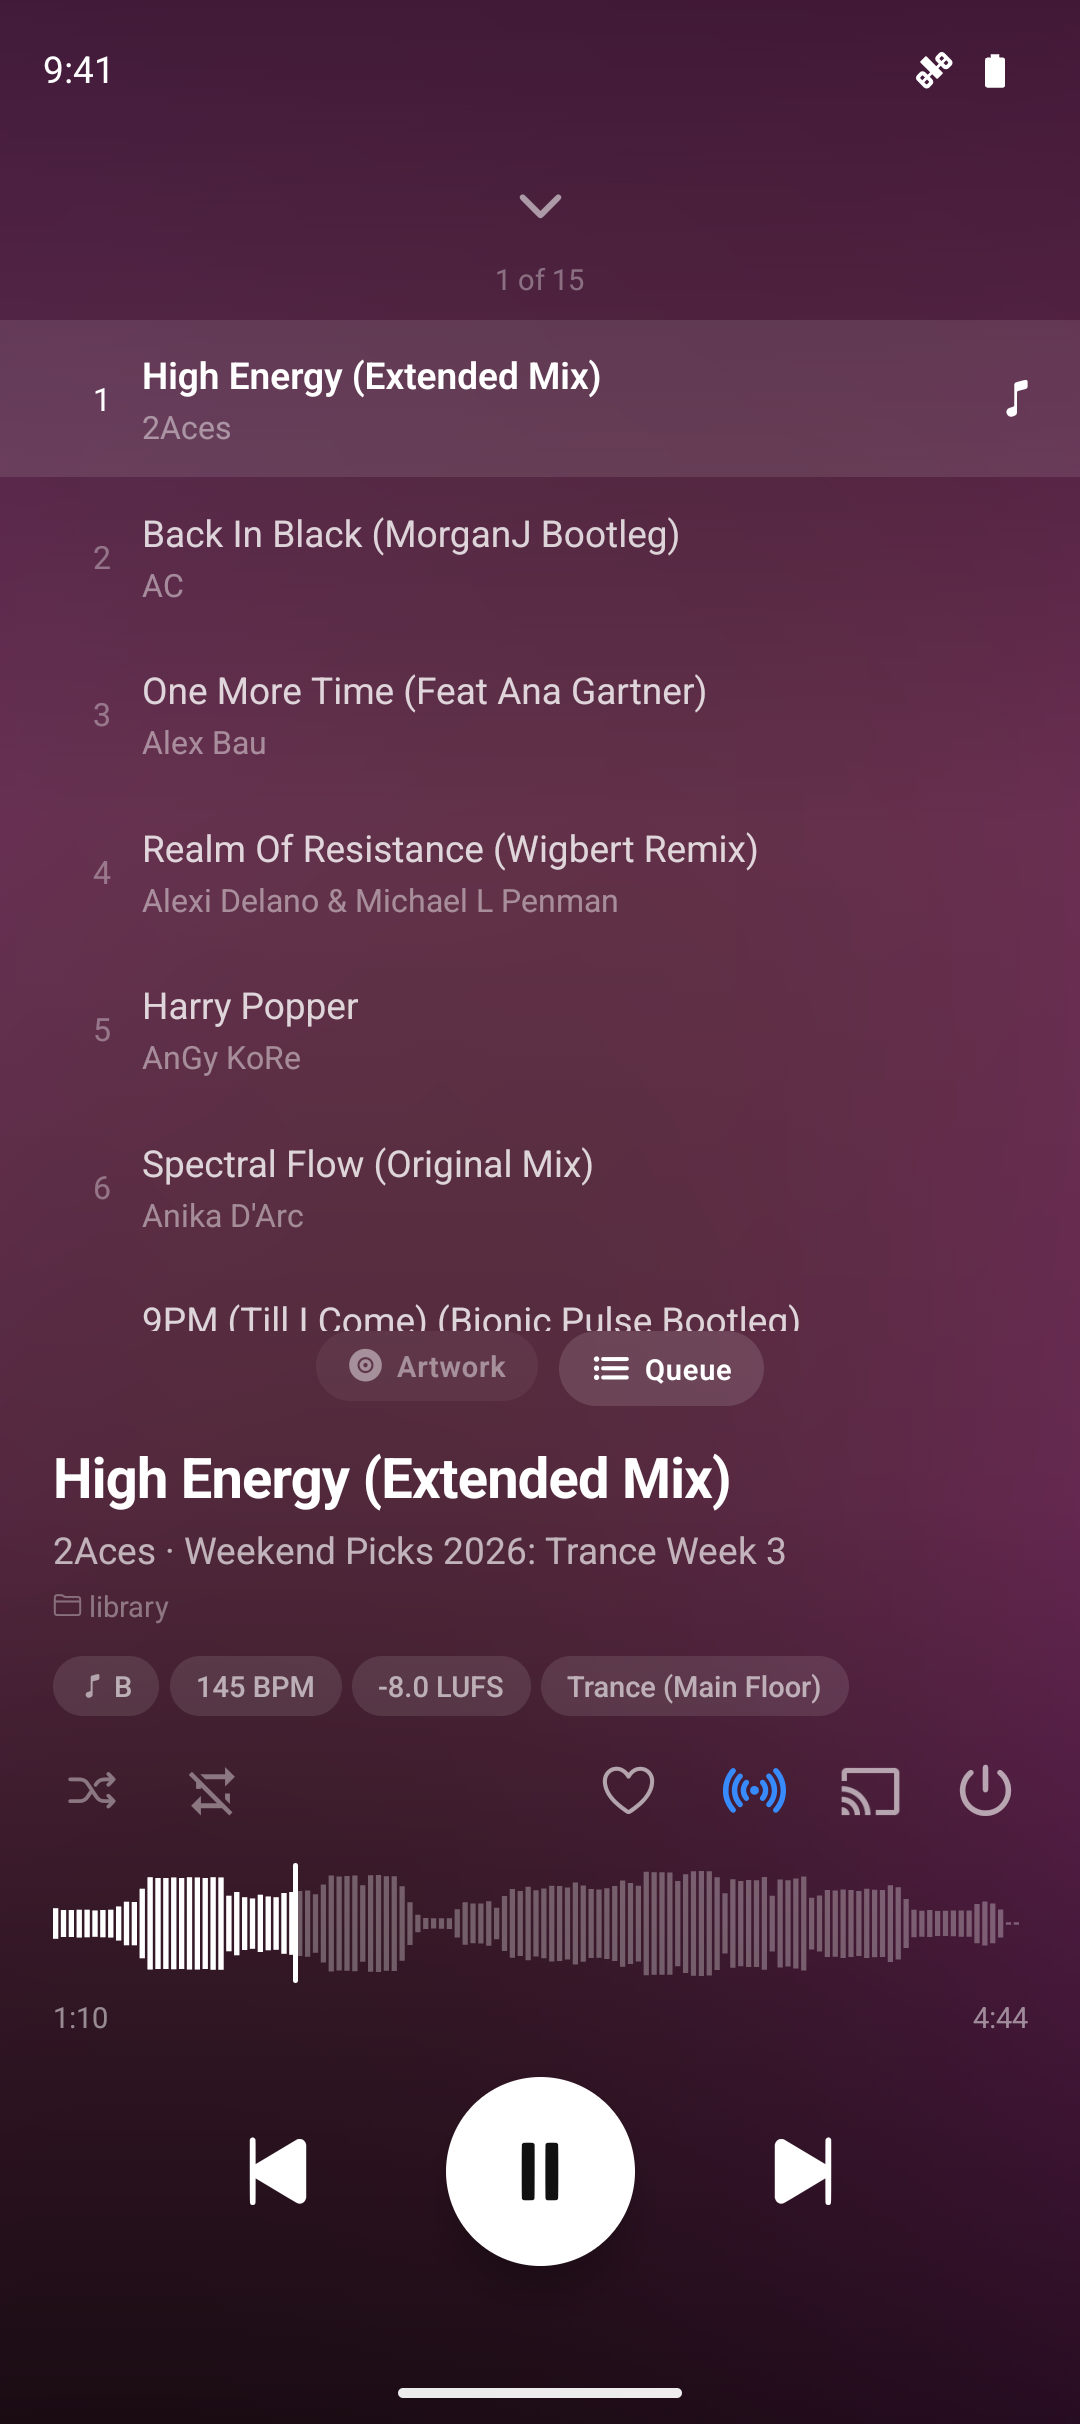 9:41
1 of 15
1
High Energy (Extended Mix)
2Aces
2
Back In Black (MorganJ Bootleg)
AC
3
One More Time (Feat Ana Gartner)
Alex Bau
4
Realm Of Resistance (Wigbert Remix)
Alexi Delano & Michael L Penman
5
Harry Popper
AnGy KoRe
6
Spectral Flow (Original Mix)
Anika D'Arc
9PM (Till I Come) (Bionic Pulse Bootleg)
Artwork
Queue
High Energy (Extended Mix)
2Aces · Weekend Picks 2026: Trance Week 3
library
B
145 BPM
-8.0 LUFS
Trance (Main Floor)
1:10
4:44